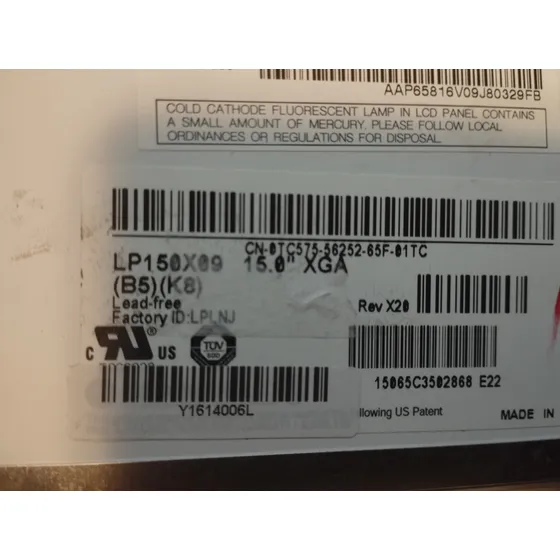 AAP65816V09J80329FB
COLD CATHODE FLUORESCENT LAMP IN LCD PANEL CONTAINS
A SMALL AMOUNT OF MERCURY. PLEASE FOLLOW LOCAL
ORDINANCES OR REGULATIONS FOR DISPOSAL.
CN-0TC575-56252-65F-01TC
LP150X09 15.0" XGA
(B5)(K8)
Lead-free
Factory ID:LPLNJ
Rev X20
C RU ® US
TÜV
15065C3502868 E22
Y1614006L
llowing US Patent
MADE IN